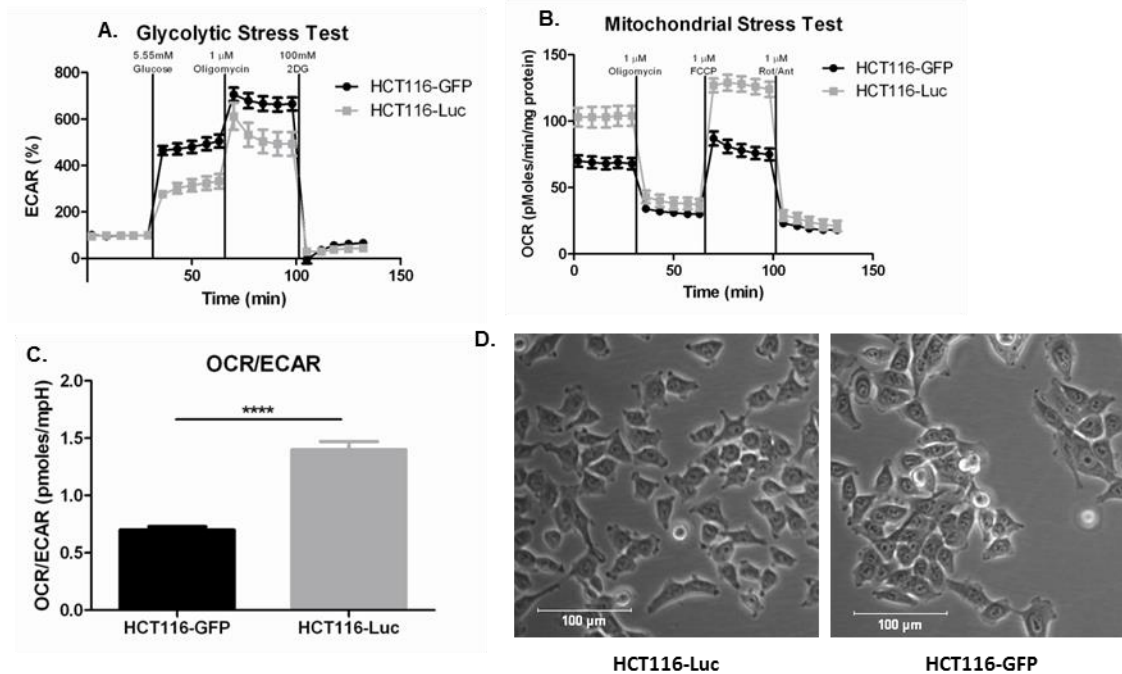 A.
Glycolytic Stress Test
5.55mM
Glucose
1 µM
Oligomycin
100mM
2DG
800
600
400
200
0
ECAR (%)
50
100
150
Time (min)
HCT116-GFP
HCT116-Luc
B.
Mitochondrial Stress Test
1 µM
Oligomycin
1 µM
FCCP
1 µM
Rot/Ant
150
100
50
0
OCR (pMoles/min/mg protein)
0
50
100
150
Time (min)
HCT116-GFP
HCT116-Luc
C.
OCR/ECAR
2.0
1.5
1.0
0.5
0.0
OCR/ECAR (pmoles/mpH)
****
HCT116-GFP
HCT116-Luc
D.
100 µm
100 µm
HCT116-Luc
HCT116-GFP